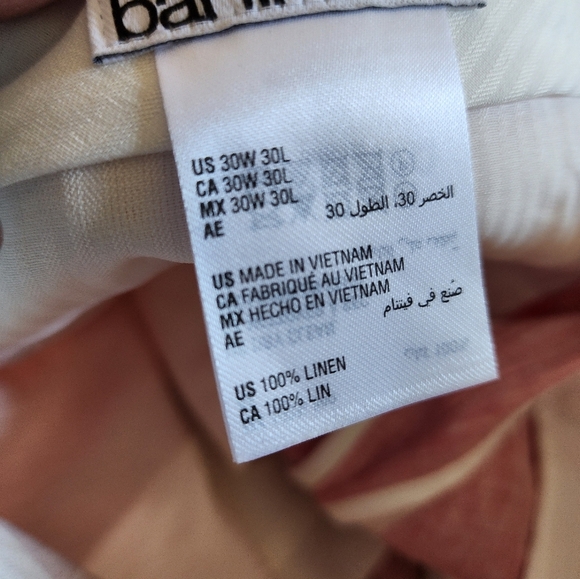 US 30W 30L
CA 30W 30L
MX 30W 30L
AE الخصر 30، الطول 30
US MADE IN VIETNAM
CA FABRIQUÉ AU VIETNAM
MX HECHO EN VIETNAM
AE صُنع في فيتنام
US 100% LINEN
CA 100% LIN